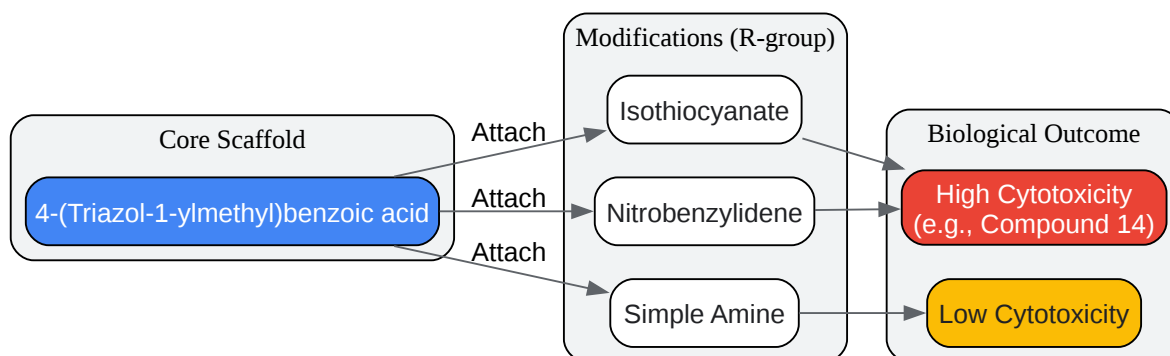 Modifications (R-group)
Isothiocyanate
Core Scaffold
Attach
Biological Outcome
4-(Triazol-1-ylmethyl)benzoic acid
Attach
Nitrobenzylidene
High Cytotoxicity
(e.g., Compound 14)
Attach
Simple Amine
Low Cytotoxicity